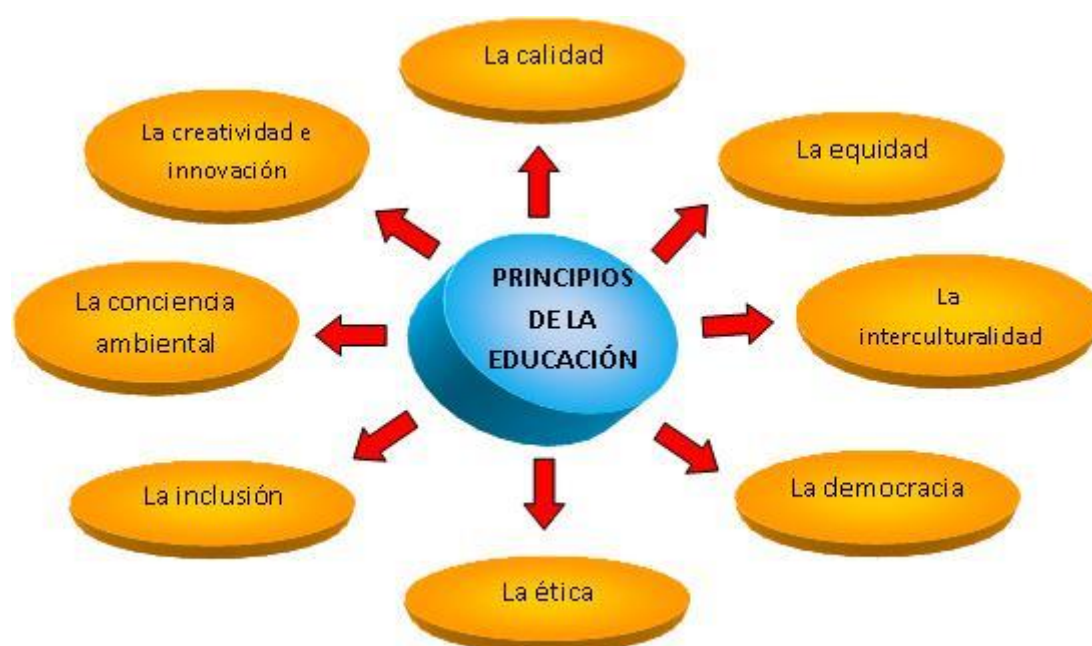 La calidad
La creatividad e
innovación
La equidad
PRINCIPIOS
DE LA
EDUCACIÓN
La conciencia
ambiental
La
interculturalidad
La inclusión
La democracia
La ética